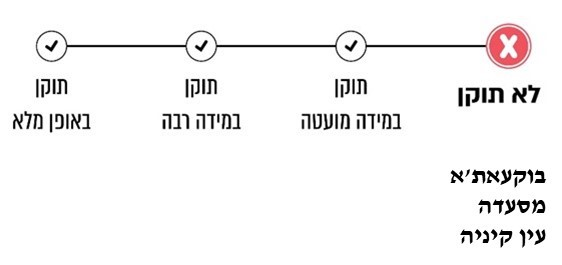 לא תוקן
תוקן
במידה מועטה
תוקן
במידה רבה
תוקן
באופן מלא
בוקעאת'א
מסעדה
עין קיניה